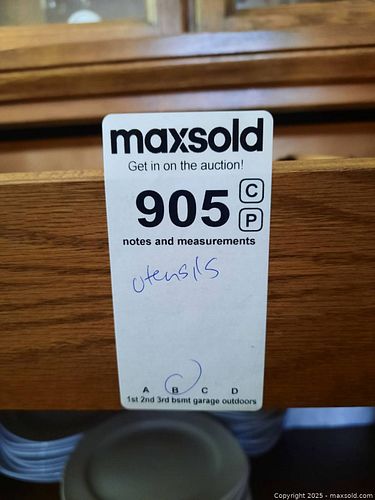 maxsold
Get in on the auction!
905 C
P
notes and measurements
utensils
A B C D
1st 2nd 3rd bsmt garage outdoors
Copyright 2025 - maxsold.com